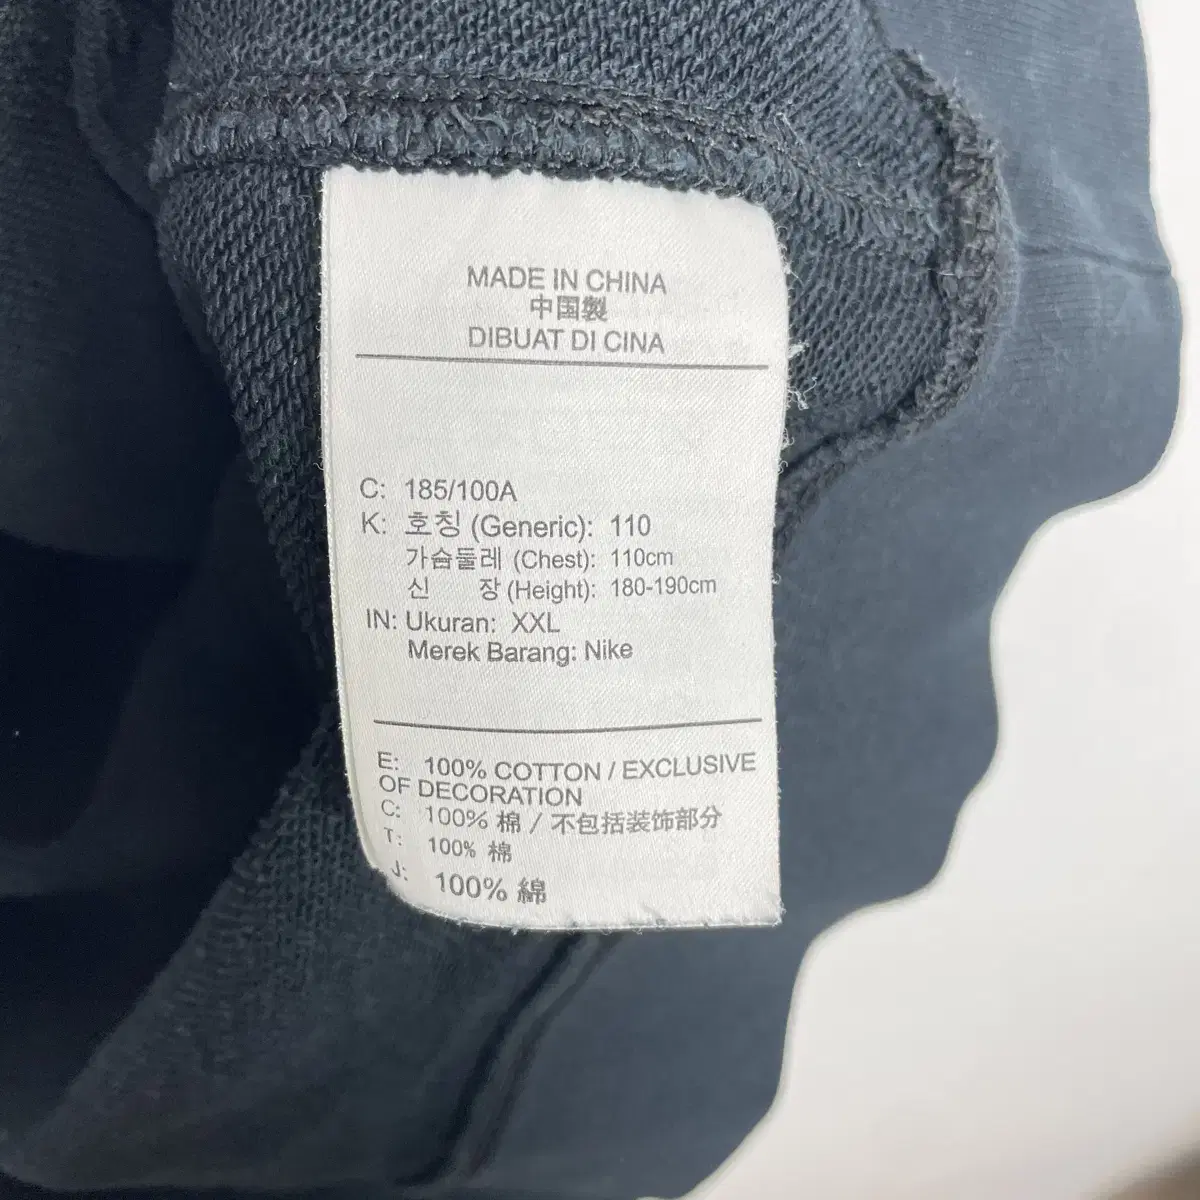 MADE IN CHINA
中国製
DIBUAT DI CINA
C: 185/100A
K: 호칭 (Generic): 110
가슴둘레 (Chest): 110cm
신 장 (Height): 180-190cm
IN: Ukuran: XXL
Merek Barang: Nike
E: 100% COTTON / EXCLUSIVE
OF DECORATION
C: 100% 棉 / 不包括装饰部分
T: 100% 棉
J: 100% 綿